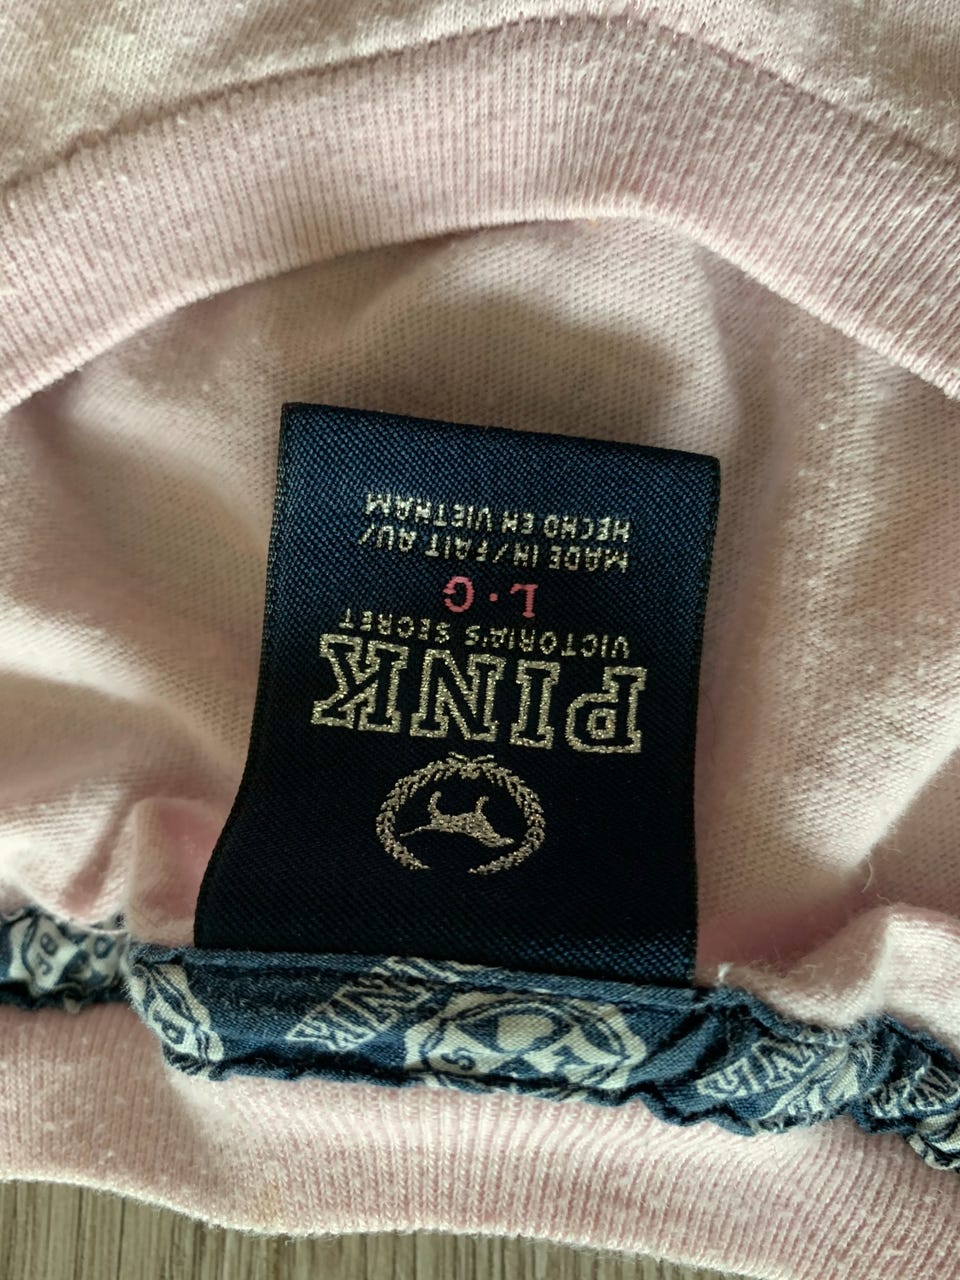 PINK
VICTORIA'S SECRET
L·G
MADE IN/FAIT AU/
HECHO EN VIETNAM